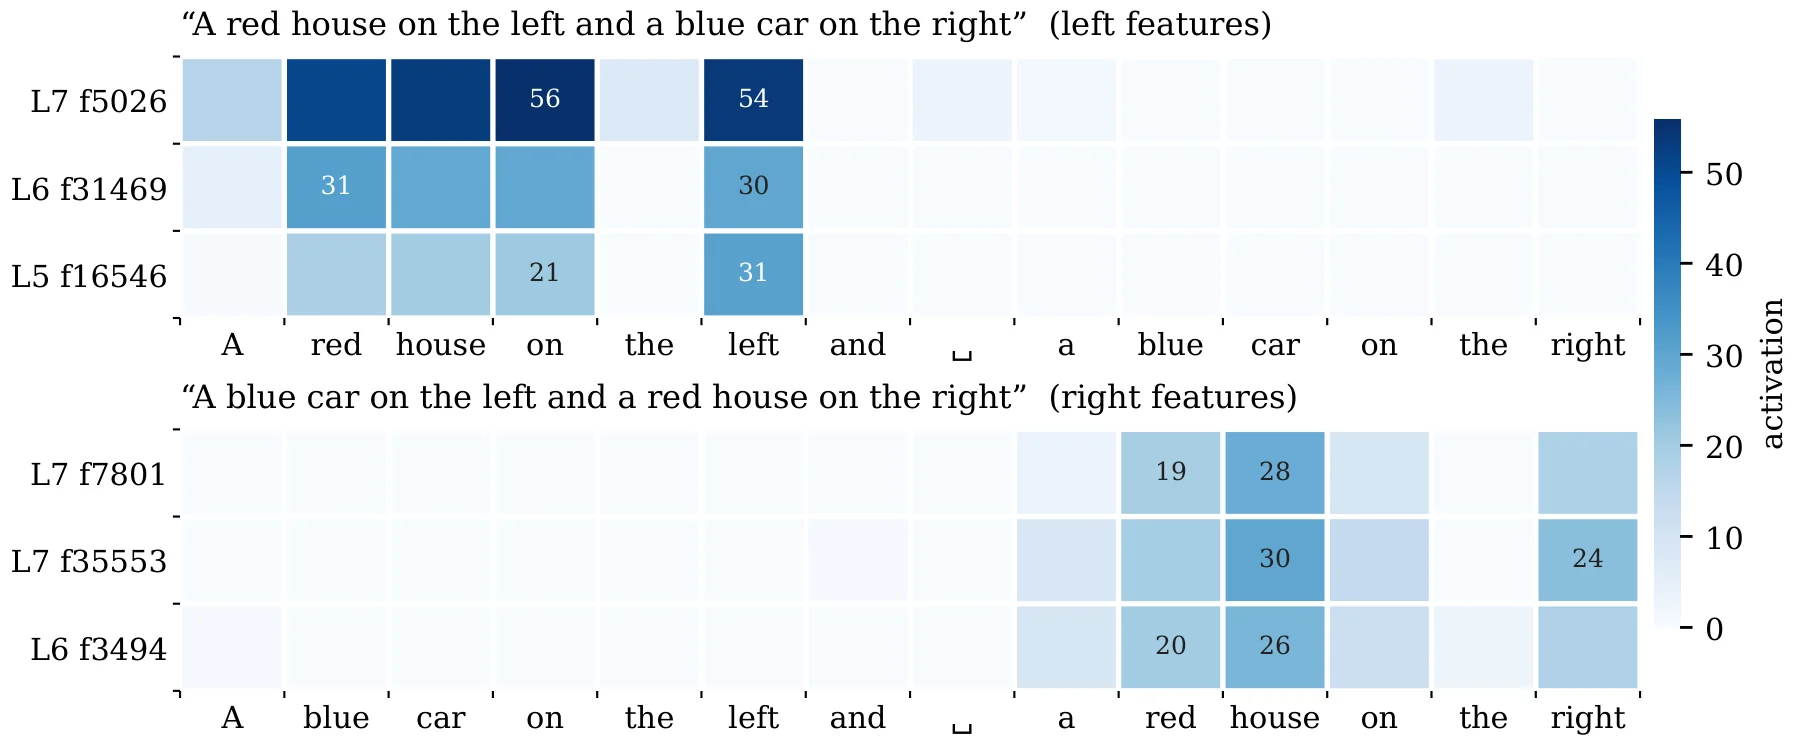 “A red house on the left and a blue car on the right” (left features)
L7 f5026 56 54
L6 f31469 31 30
L5 f16546 21 31
A red house on the left and ␣ a blue car on the right
“A blue car on the left and a red house on the right” (right features)
L7 f7801 19 28
L7 f35553 30 24
L6 f3494 20 26
A blue car on the left and ␣ a red house on the right
50
40
30
20
10
0
activation